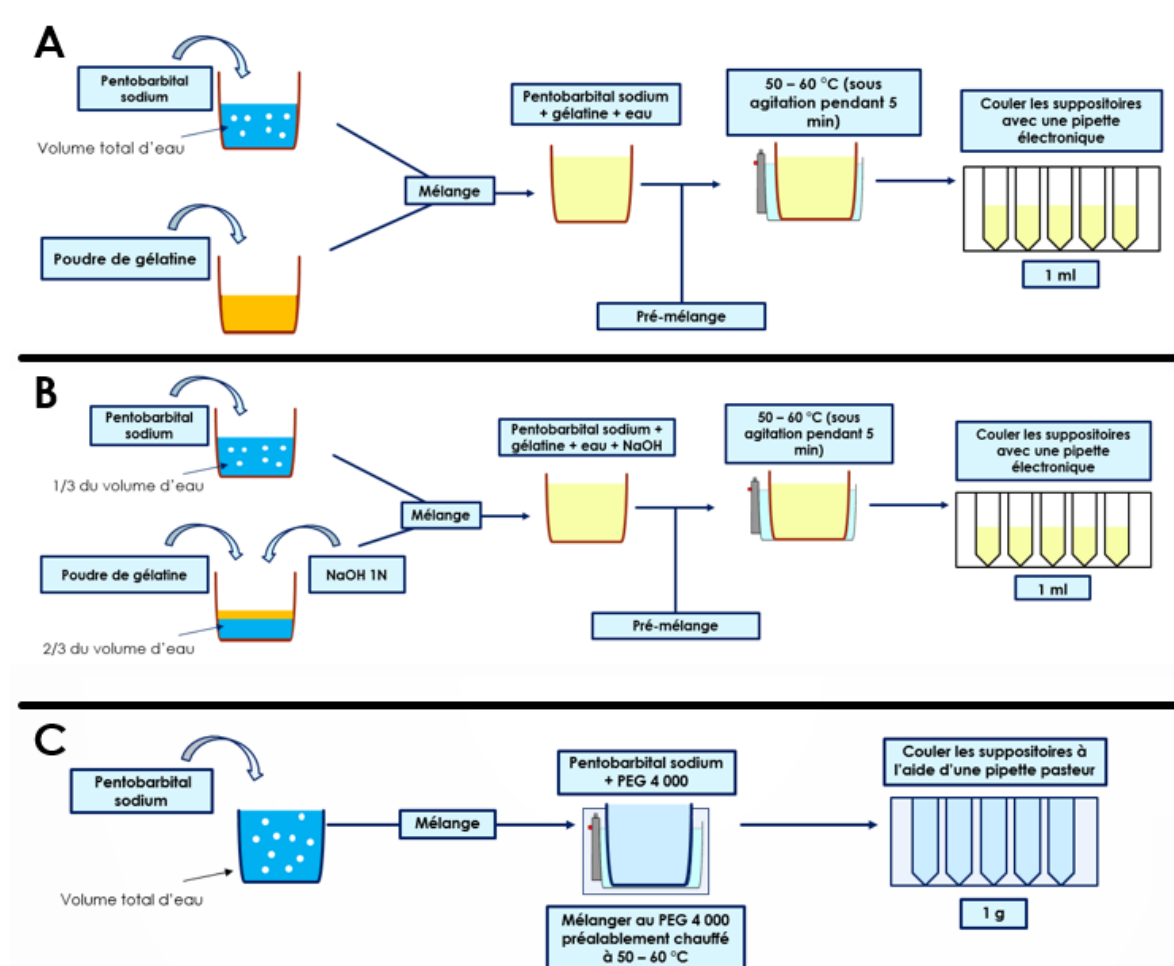 A
Pentobarbital
sodium
Volume total d'eau
Poudre de gélatine
Mélange
Pentobarbital sodium
+ gélatine + eau
Pré-mélange
50 – 60 °C (sous
agitation pendant 5
min)
Couler les suppositoires
avec une pipette
électronique
1 ml
B
Pentobarbital
sodium
1/3 du volume d'eau
Poudre de gélatine
NaOH 1N
2/3 du volume d'eau
Mélange
Pentobarbital sodium +
gélatine + eau + NaOH
Pré-mélange
50 – 60 °C (sous
agitation pendant 5
min)
Couler les suppositoires
avec une pipette
électronique
1 ml
C
Pentobarbital
sodium
Volume total d'eau
Mélange
Pentobarbital sodium
+ PEG 4 000
Mélanger au PEG 4 000
préalablement chauffé
à 50 – 60 °C
Couler les suppositoires à
l'aide d'une pipette pasteur
1 g